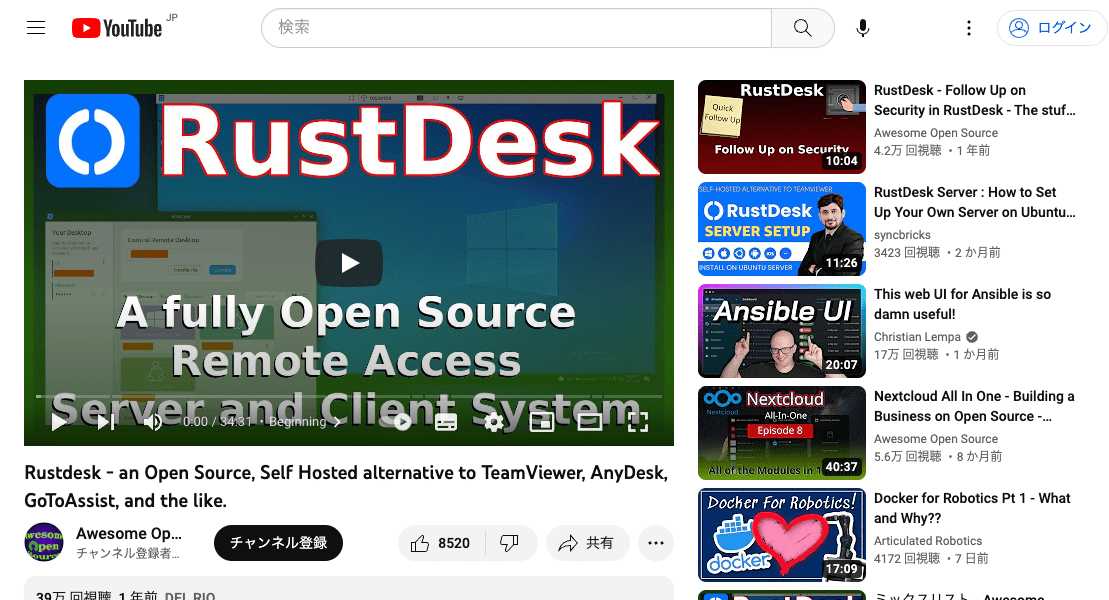 YouTube JP
検索
ログイン
RustDesk
Your Desktop
Control Remote Desktop
Transfer File
A fully Open Source
Remote Access
Server and Client System
0:00 / 34:31 • Beginning
Rustdesk - an Open Source, Self Hosted alternative to TeamViewer, AnyDesk,
GoToAssist, and the like.
Awesome Open
Awesome Op...
チャンネル登録者...
チャンネル登録
8520
共有
39万 回視聴 1 年前 DEL RIO
RustDesk
Quick
Follow Up
Follow Up on Security
10:04
RustDesk - Follow Up on
Security in RustDesk - The stuf...
Awesome Open Source
4.2万 回視聴 ・1 年前
SELF-HOSTED ALTERNATIVE TO TEAMVIEWER
RustDesk
SERVER SETUP
INSTALL ON UBUNTU SERVER
11:26
RustDesk Server : How to Set
Up Your Own Server on Ubuntu...
syncbricks
3423 回視聴 ・2 か月前
Ansible UI
20:07
This web UI for Ansible is so
damn useful!
Christian Lempa
17万 回視聴 ・1 か月前
Nextcloud
Nextcloud
All-In-One
Episode 8
All of the Modules in 1
40:37
Nextcloud All In One - Building a
Business on Open Source -...
Awesome Open Source
5.6万 回視聴 ・8 か月前
Docker For Robotics!
docker
17:09
Docker for Robotics Pt 1 - What
and Why??
Articulated Robotics
4172 回視聴 ・7 日前
ミックスリスト - Awesome